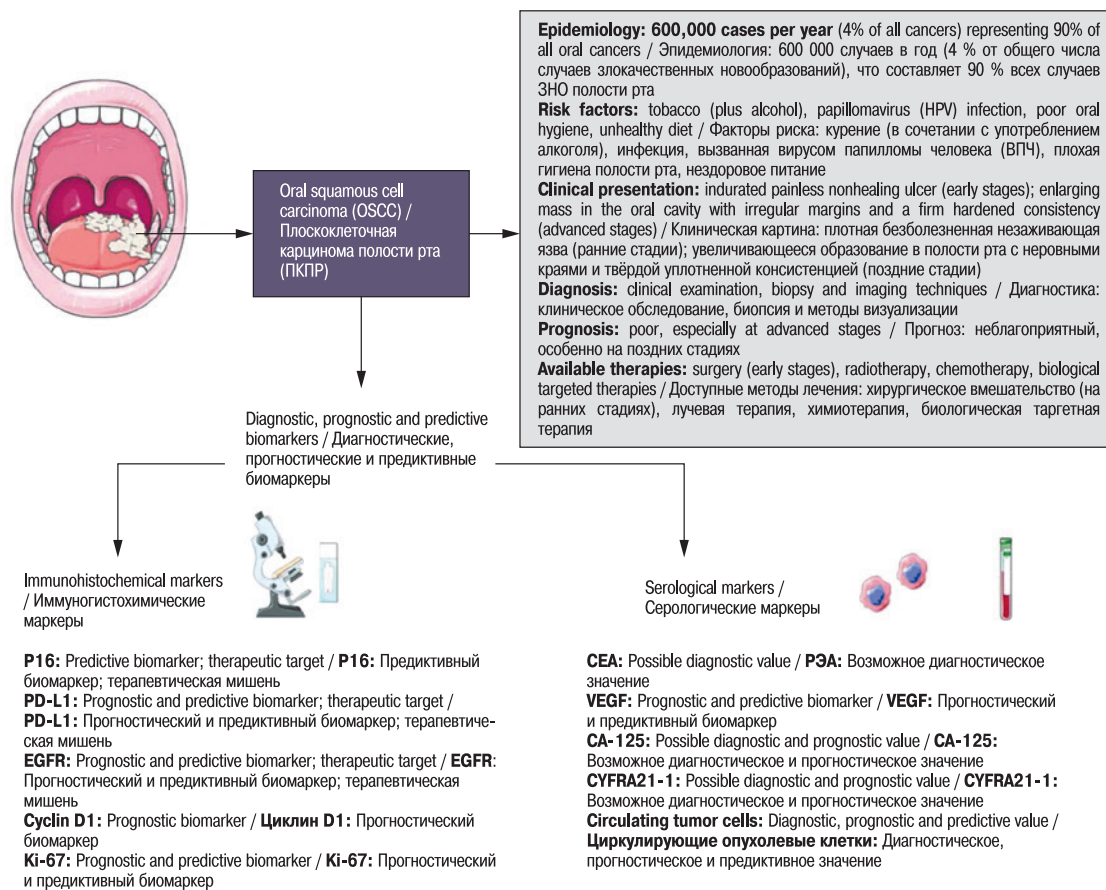 Epidemiology: 600,000 cases per year (4% of all cancers) representing 90% of
all oral cancers / Эпидемиология: 600 000 случаев в год (4 % от общего числа
случаев злокачественных новообразований), что составляет 90 % всех случаев
ЗНО полости рта
Risk factors: tobacco (plus alcohol), papillomavirus (HPV) infection, poor oral
hygiene, unhealthy diet / Факторы риска: курение (в сочетании с употреблением
алкоголя), инфекция, вызванная вирусом папилломы человека (ВПЧ), плохая
гигиена полости рта, нездоровое питание
Clinical presentation: indurated painless nonhealing ulcer (early stages); enlarging
mass in the oral cavity with irregular margins and a firm hardened consistency
(advanced stages) / Клиническая картина: плотная безболезненная незаживающая
язва (ранние стадии); увеличивающееся образование в полости рта с неровными
краями и твёрдой уплотненной консистенцией (поздние стадии)
Diagnosis: clinical examination, biopsy and imaging techniques / Диагностика:
клиническое обследование, биопсия и методы визуализации
Prognosis: poor, especially at advanced stages / Прогноз: неблагоприятный,
особенно на поздних стадиях
Available therapies: surgery (early stages), radiotherapy, chemotherapy, biological
targeted therapies / Доступные методы лечения: хирургическое вмешательство (на
ранних стадиях), лучевая терапия, химиотерапия, биологическая таргетная
терапия
Oral squamous cell
carcinoma (OSCC) /
Плоскоклеточная
карцинома полости рта
(ПКПР)
Diagnostic, prognostic and predictive
biomarkers / Диагностические,
прогностические и предиктивные
биомаркеры
Immunohistochemical markers
/ Иммуногистохимические
маркеры
P16: Predictive biomarker; therapeutic target / P16: Предиктивный
биомаркер; терапевтическая мишень
PD-L1: Prognostic and predictive biomarker; therapeutic target /
PD-L1: Прогностический и предиктивный биомаркер; терапевтиче-
ская мишень
EGFR: Prognostic and predictive biomarker; therapeutic target / EGFR:
Прогностический и предиктивный биомаркер; терапевтическая
мишень
Cyclin D1: Prognostic biomarker / Циклин D1: Прогностический
биомаркер
Ki-67: Prognostic and predictive biomarker / Ki-67: Прогностический
и предиктивный биомаркер
Serological markers /
Серологические маркеры
CEA: Possible diagnostic value / РЭА: Возможное диагностическое
значение
VEGF: Prognostic and predictive biomarker / VEGF: Прогностический
и предиктивный биомаркер
CA-125: Possible diagnostic and prognostic value / CA-125:
Возможное диагностическое и прогностическое значение
CYFRA21-1: Possible diagnostic and prognostic value / CYFRA21-1:
Возможное диагностическое и прогностическое значение
Circulating tumor cells: Diagnostic, prognostic and predictive value /
Циркулирующие опухолевые клетки: Диагностическое,
прогностическое и предиктивное значение